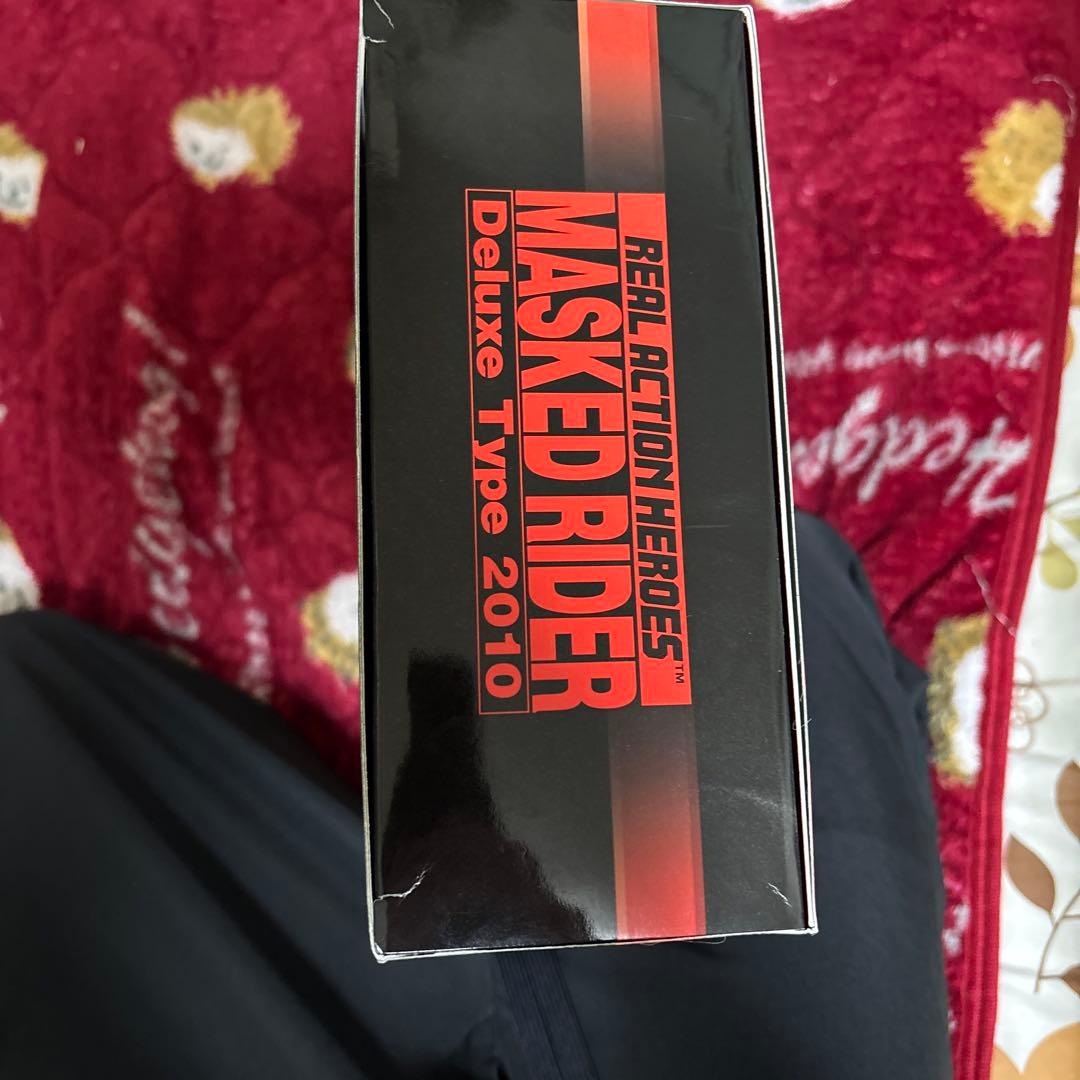 REAL ACTION HEROES™
MASKED RIDER
Deluxe Type 2010